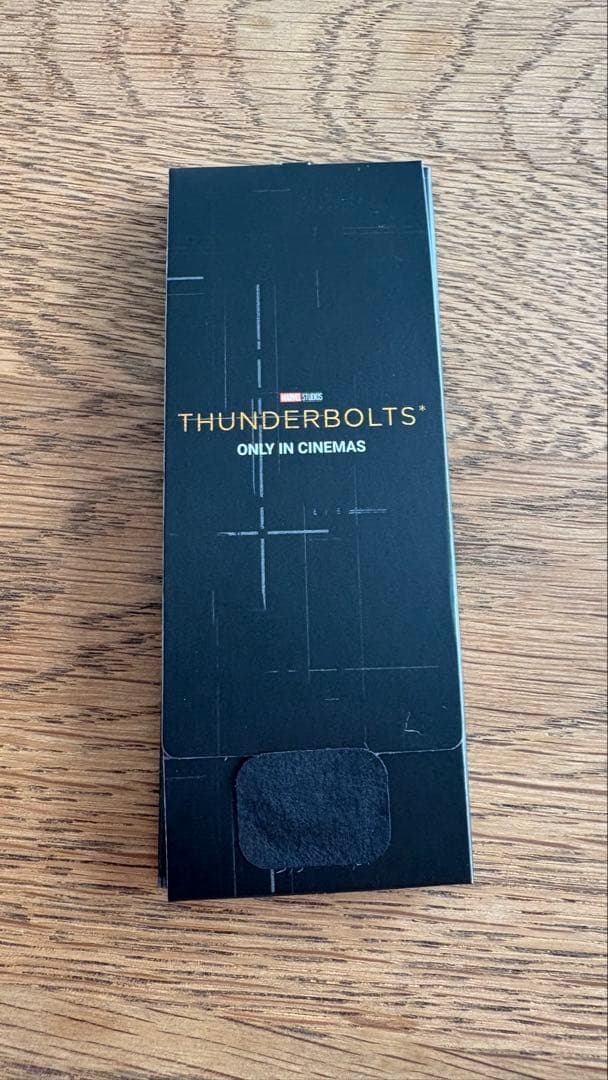 MARVEL STUDIOS
THUNDERBOLTS*
ONLY IN CINEMAS